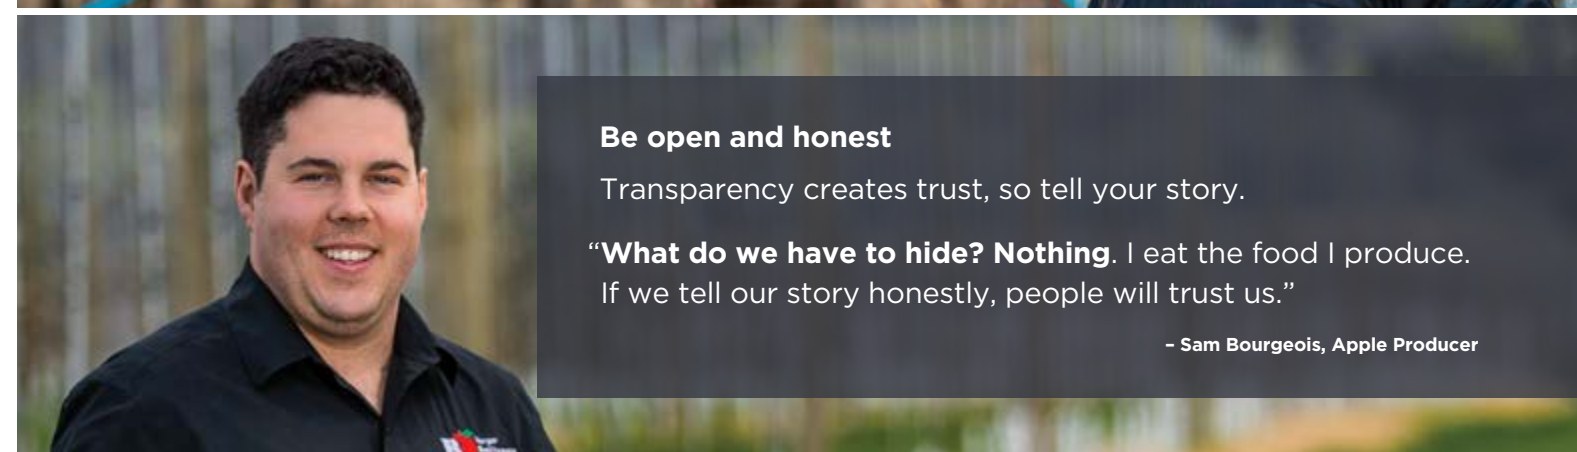 Be open and honest
Transparency creates trust, so tell your story.
“What do we have to hide? Nothing. I eat the food I produce.
If we tell our story honestly, people will trust us.”
– Sam Bourgeois, Apple Producer